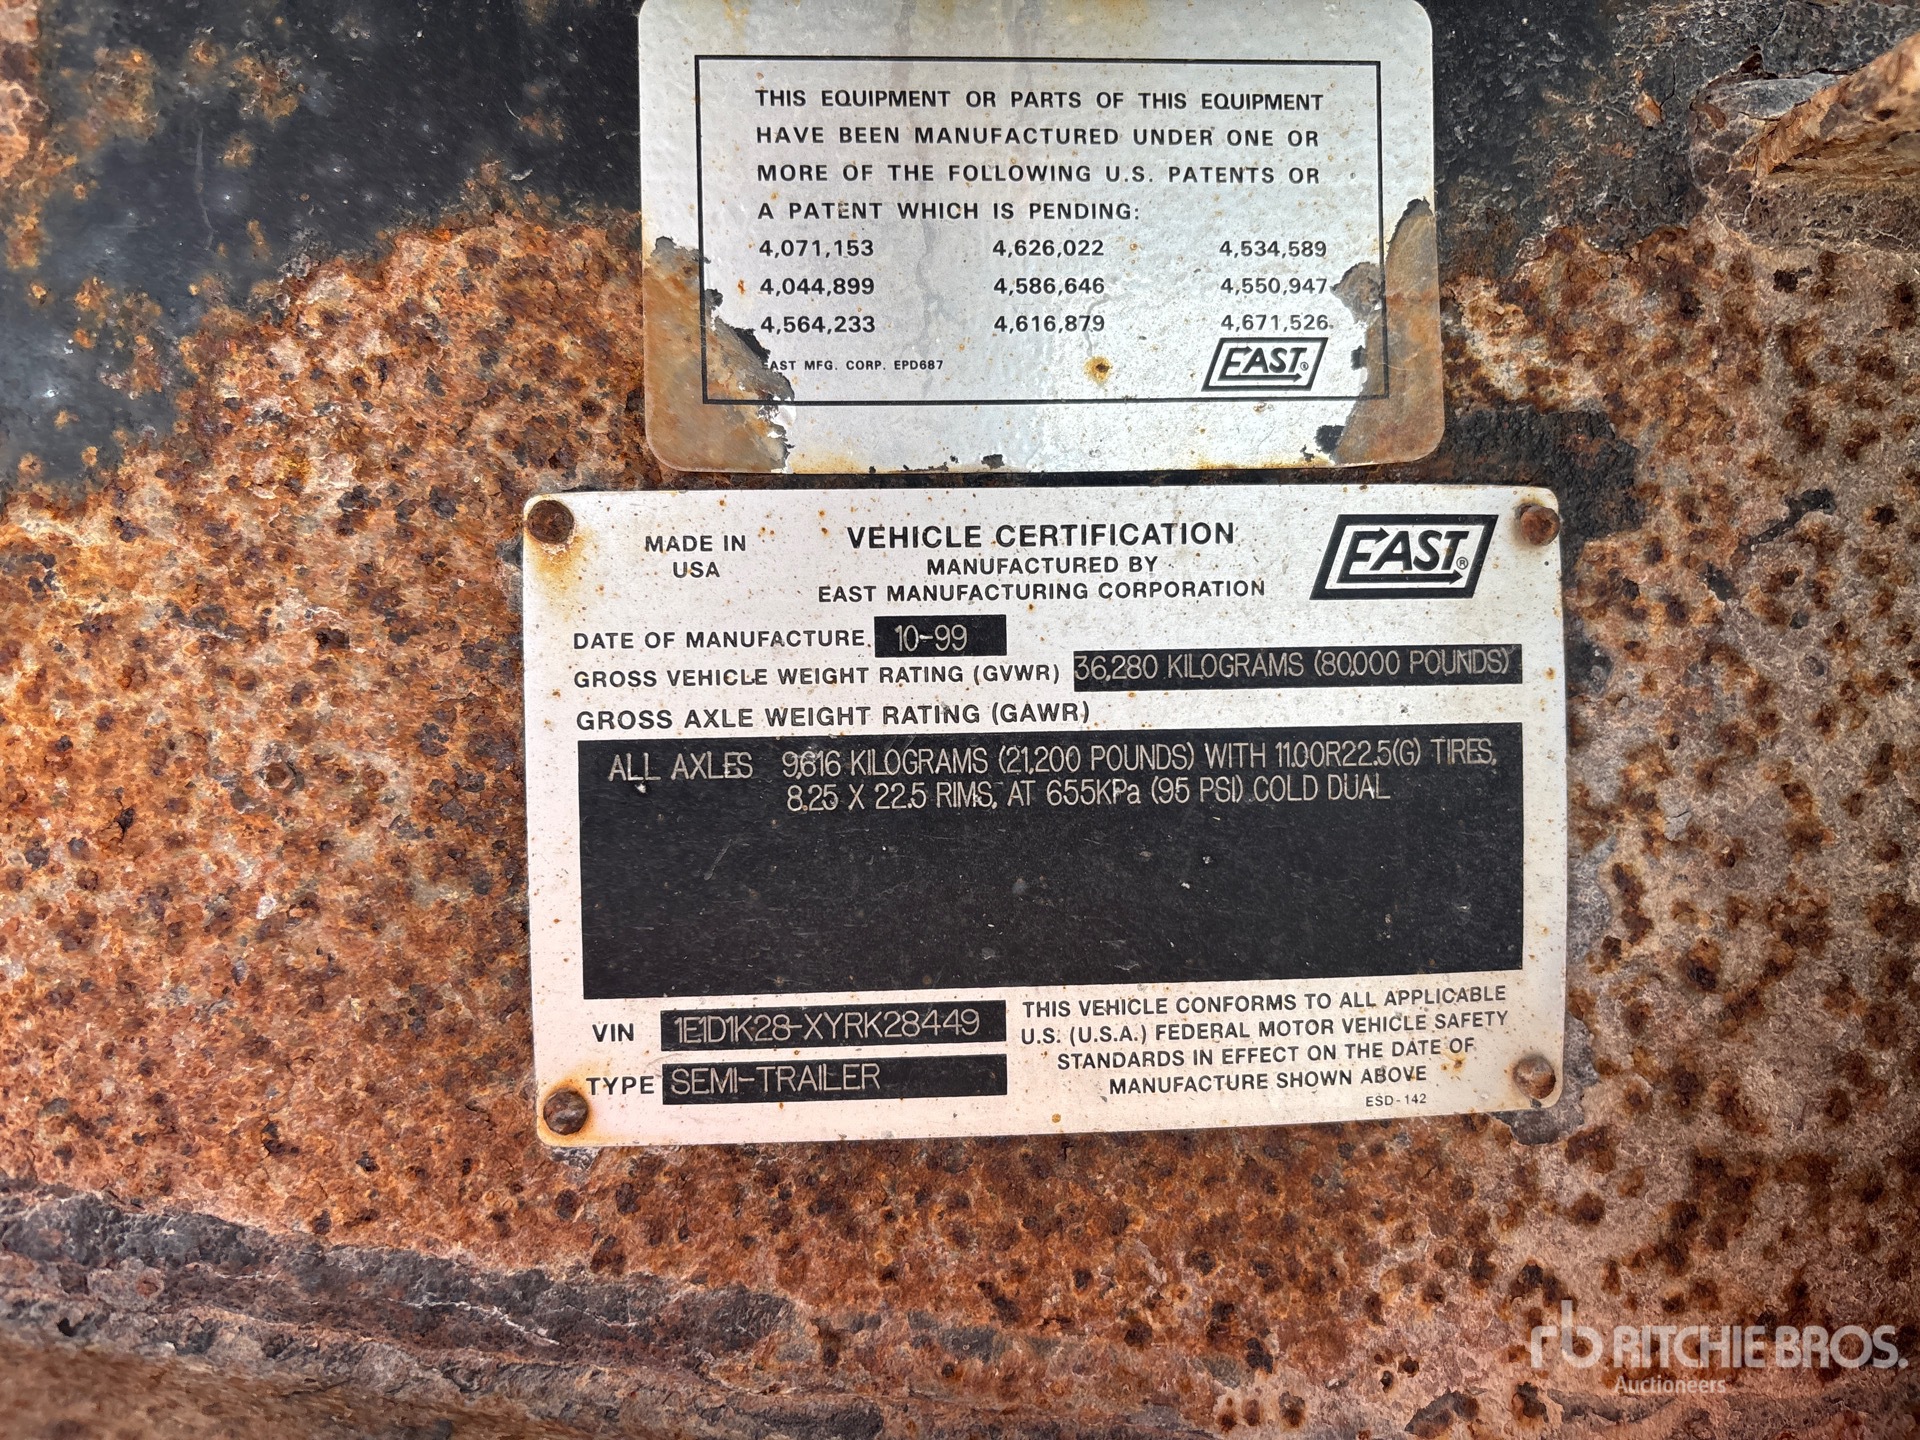 THIS EQUIPMENT OR PARTS OF THIS EQUIPMENT
HAVE BEEN MANUFACTURED UNDER ONE OR
MORE OF THE FOLLOWING U.S. PATENTS OR
A PATENT WHICH IS PENDING:
4,071,153 4,626,022 4,534,589
4,044,899 4,586,646 4,550,947
4,564,233 4,616,879 4,671,526
EAST MFG. CORP. EPD687
EAST®
MADE IN
USA
VEHICLE CERTIFICATION
MANUFACTURED BY
EAST MANUFACTURING CORPORATION
EAST®
DATE OF MANUFACTURE 10-99
GROSS VEHICLE WEIGHT RATING (GVWR) 36,280 KILOGRAMS (80,000 POUNDS)
GROSS AXLE WEIGHT RATING (GAWR)
ALL AXLES 9,616 KILOGRAMS (21,200 POUNDS) WITH 11.00R22.5(G) TIRES,
8.25 X 22.5 RIMS, AT 655KPa (95 PSI) COLD DUAL
VIN 1E1D1K28-XYRK28449
TYPE SEMI-TRAILER
THIS VEHICLE CONFORMS TO ALL APPLICABLE
U.S. (U.S.A.) FEDERAL MOTOR VEHICLE SAFETY
STANDARDS IN EFFECT ON THE DATE OF
MANUFACTURE SHOWN ABOVE
ESD-142
rb RITCHIE BROS.
Auctioneers